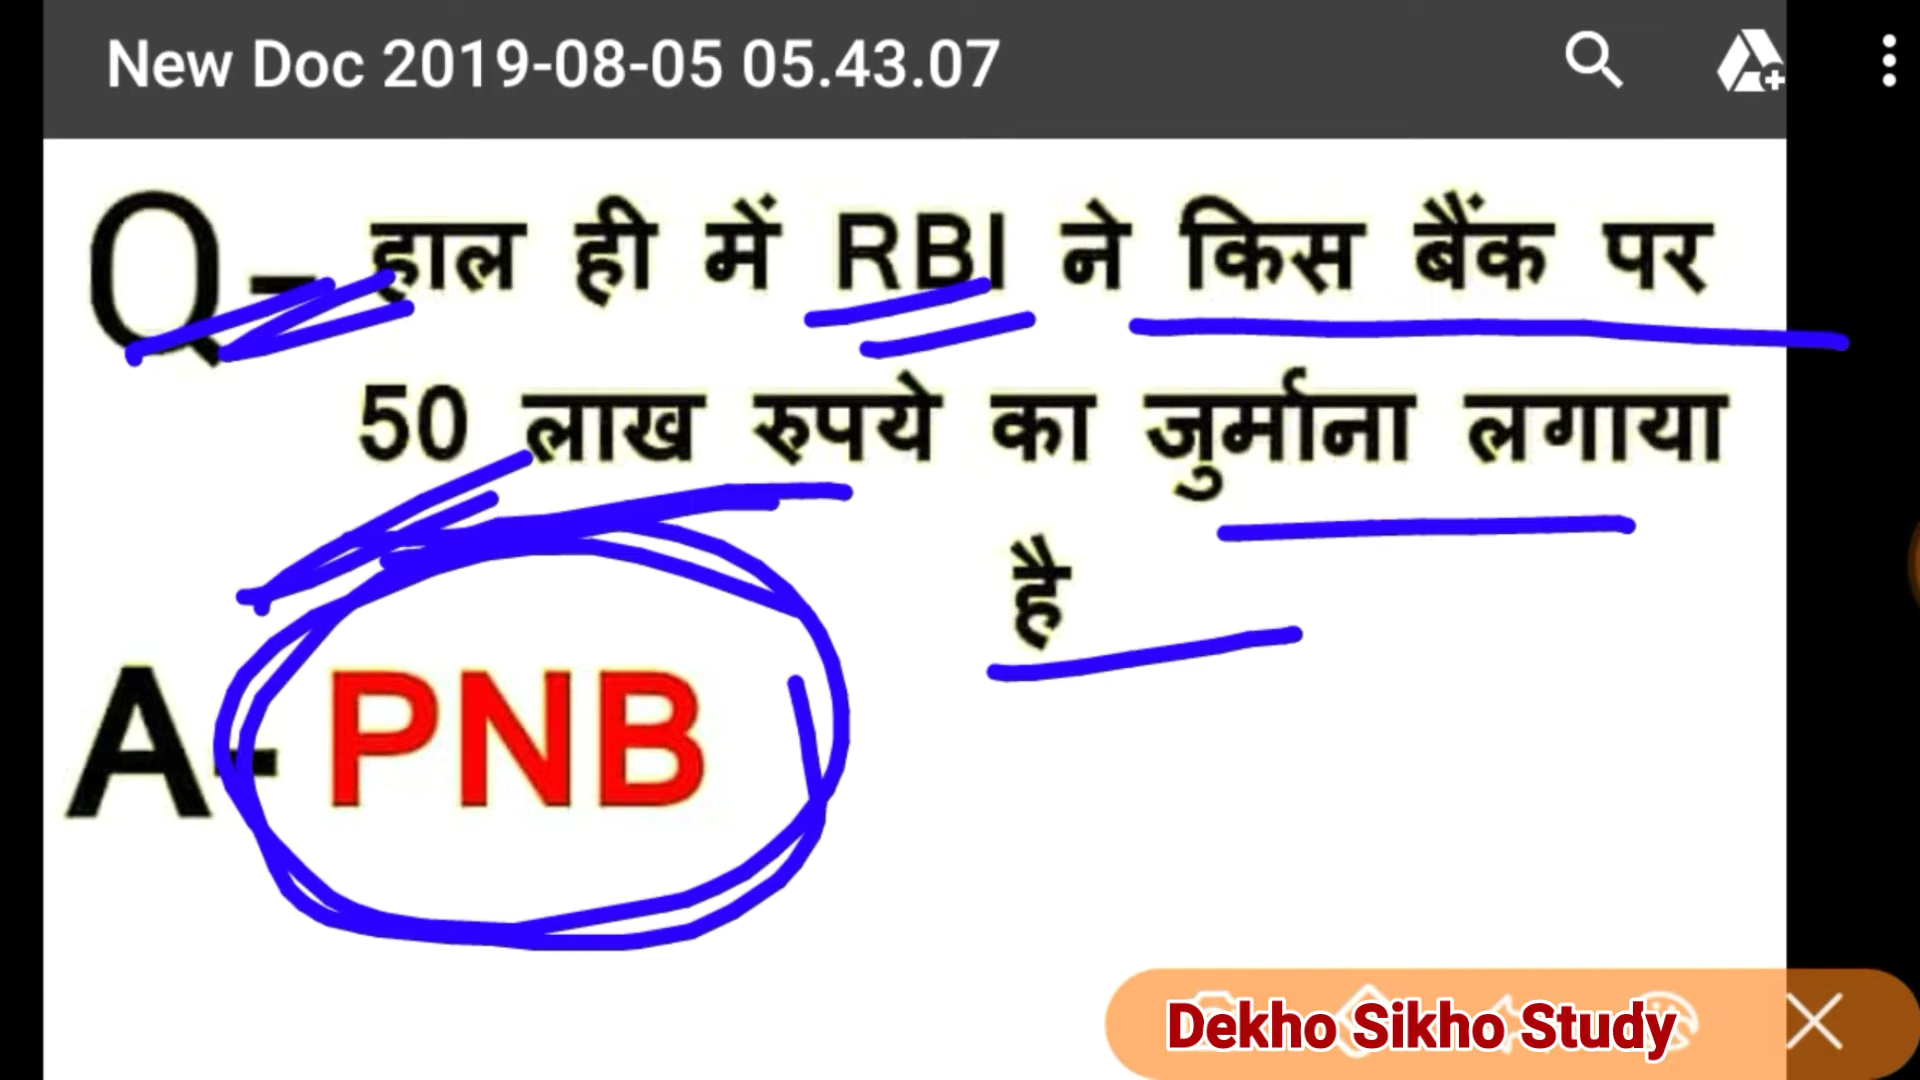 New Doc 2019-08-05 05.43.07
Q- हाल ही में RBI ने किस बैंक पर
50 लाख रुपये का जुर्माना लगाया
है
A- PNB
Dekho Sikho Study